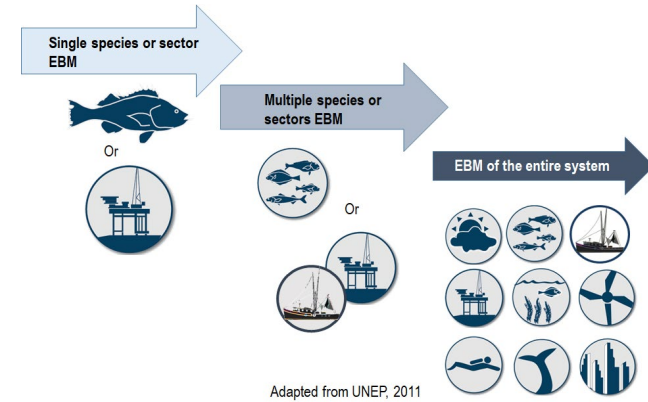 Single species or sector
EBM
Or
Multiple species or
sectors EBM
Or
EBM of the entire system
Adapted from UNEP, 2011